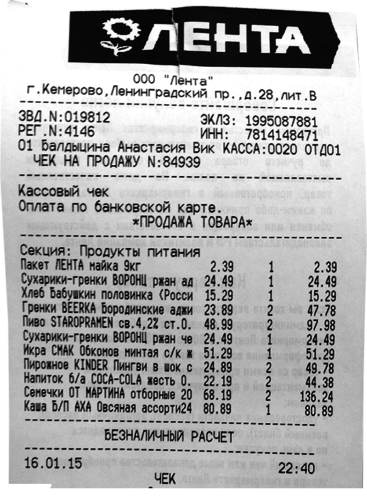 ЛЕНТА
ООО "Лента"
г.Кемерово,Ленинградский пр.,д.28,лит.В
ЗВД.N:019812 ЭКЛЗ: 1995087881
РЕГ.N:4146 ИНН: 7814148471
01 Балдыцина Анастасия Вик КАССА:0020 ОТД01
ЧЕК НА ПРОДАЖУ N:84939
Кассовый чек
Оплата по банковской карте.
*ПРОДАЖА ТОВАРА*
Секция: Продукты питания
Пакет ЛЕНТА майка 9кг 2.39 1 2.39
Сухарики-гренки ВОРОНЦ ржан ад 24.49 1 24.49
Хлеб Бабушкин половинка (Росси 15.29 1 15.29
Гренки BEERKA Бородинские аджи 23.89 2 47.78
Пиво STAROPRAMEN св.4,2% ст.0. 48.99 2 97.98
Сухарики-гренки ВОРОНЦ ржан че 24.49 1 24.49
Икра СМАК Обкомов минтая с/к ж 51.29 1 51.29
Пирожное KINDER Пингви в шок с 24.89 2 49.78
Напиток б/а COCA-COLA жесть 0. 22.19 2 44.38
Семечки ОТ МАРТИНА отборные 20 68.19 2 136.24
Каша Б/П АХА Овсяная ассорти24 80.89 1 80.89
БЕЗНАЛИЧНЫЙ РАСЧЕТ
16.01.15 22:40
ЧЕК